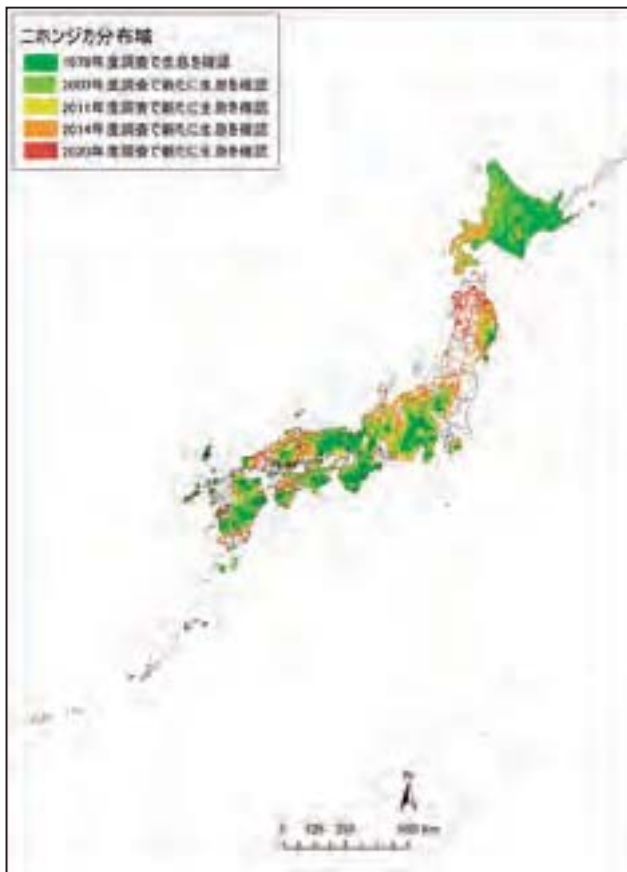 ニホンジカ分布域
1978年度調査で生息を確認
2003年度調査で新たに生息を確認
2011年度調査で新たに生息を確認
2014年度調査で新たに生息を確認
2020年度調査で新たに生息を確認
N
0 125 250 500 Km